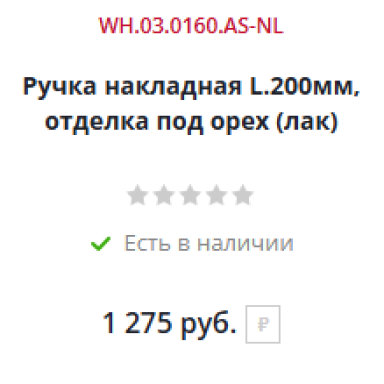 WH.03.0160.AS-NL
Ручка накладная L.200мм,
отделка под орех (лак)
Есть в наличии
1 275 руб. ₽